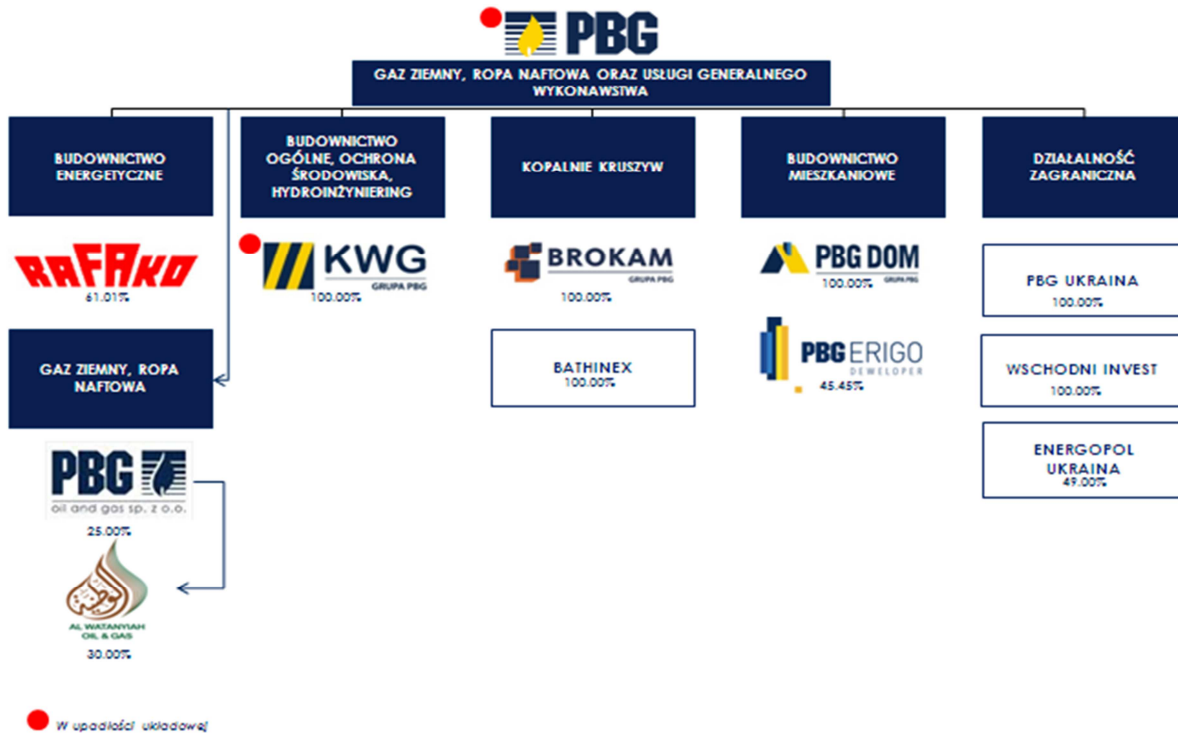 PBG
GAZ ZIEMNY, ROPA NAFTOWA ORAZ USŁUGI GENERALNEGO
WYKONAWSTWA
BUDOWNICTWO
ENERGETYCZNE
RAFAKO
61.01%
GAZ ZIEMNY, ROPA
NAFTOWA
PBG
oil and gas sp. z o.o.
25.00%
الوطنية
AL WATANYIAH
OIL & GAS
30.00%
BUDOWNICTWO
OGÓLNE, OCHRONA
ŚRODOWISKA,
HYDROINŻYNIERING
KWG
GRUPA PBG
100.00%
KOPALNIE KRUSZYW
BROKAM
GRUPA PBG
100.00%
BATHINEX
100.00%
BUDOWNICTWO
MIESZKANIOWE
PBG DOM
GRUPA PBG
100.00%
PBG ERIGO
DEWELOPER
45.45%
DZIAŁALNOŚĆ
ZAGRANICZNA
PBG UKRAINA
100.00%
WSCHODNI INVEST
100.00%
ENERGOPOL
UKRAINA
49.00%
W upadłości układowej